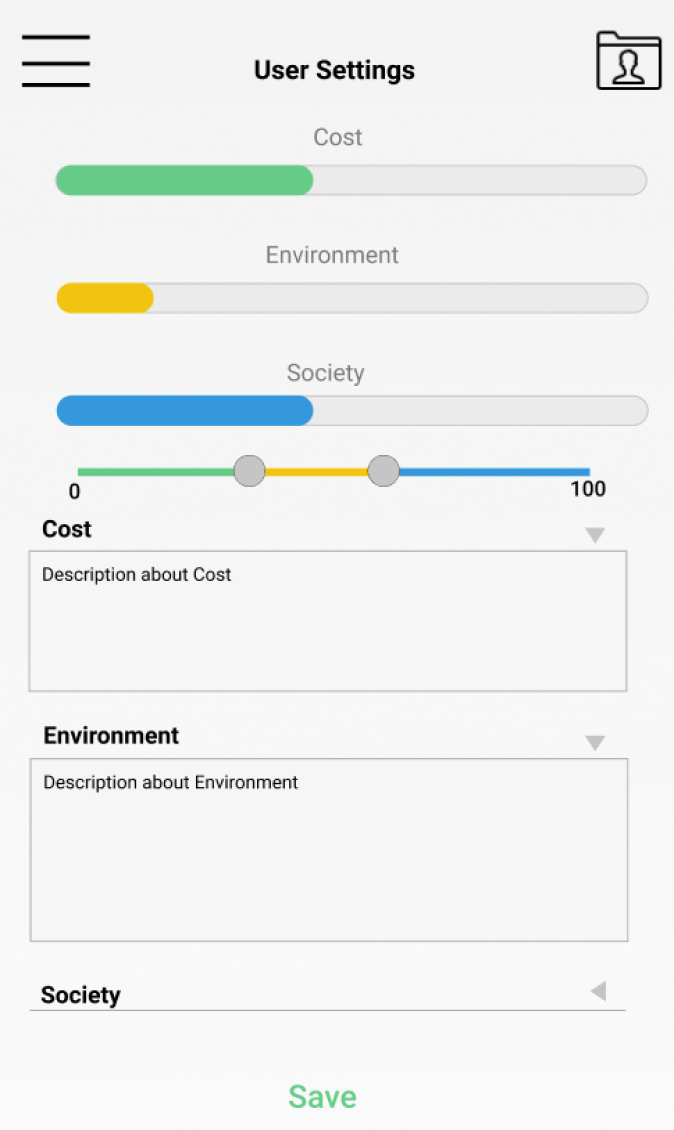 User Settings
Cost
Environment
Society
0
100
Cost
Description about Cost
Environment
Description about Environment
Society
Save